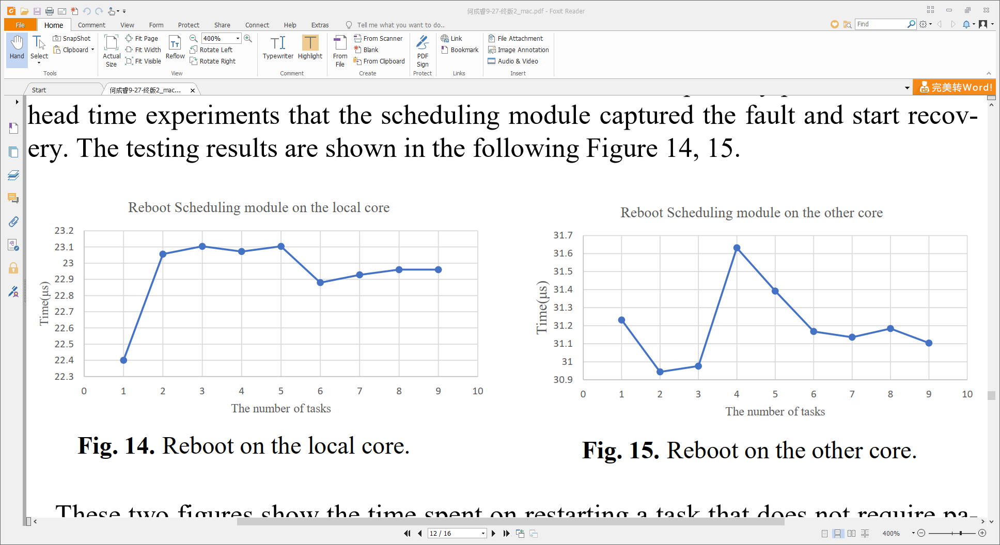 何成睿9-27-终版2_mac.pdf - Foxit Reader
File Home Comment View Form Protect Share Connect Help Extras Tell me what you want to do.. Find
Hand
Select
SnapShot
Clipboard
Tools
Actual
Size
Fit Page
Fit Width
Fit Visible
Reflow
400%
Rotate Left
Rotate Right
View
Typewriter
Highlight
Comment
From
File
From Scanner
Blank
From Clipboard
Create
PDF
Sign
Protect
Link
Bookmark
Links
File Attachment
Image Annotation
Audio & Video
Insert
Start
何成睿9-27-终版2_mac...
完美转Word!
head time experiments that the scheduling module captured the fault and start recov-
ery. The testing results are shown in the following Figure 14, 15.
Reboot Scheduling module on the local core
23.2
23.1
23
22.9
22.8
22.7
22.6
22.5
22.4
22.3
Time(μs)
0 1 2 3 4 5 6 7 8 9 10
The number of tasks
Fig. 14. Reboot on the local core.
Reboot Scheduling module on the other core
31.7
31.6
31.5
31.4
31.3
31.2
31.1
31
30.9
Time(μs)
0 1 2 3 4 5 6 7 8 9 10
The number of tasks
Fig. 15. Reboot on the other core.
These two figures show the time spent on restarting a task that does not require pa-
12 / 16
400%